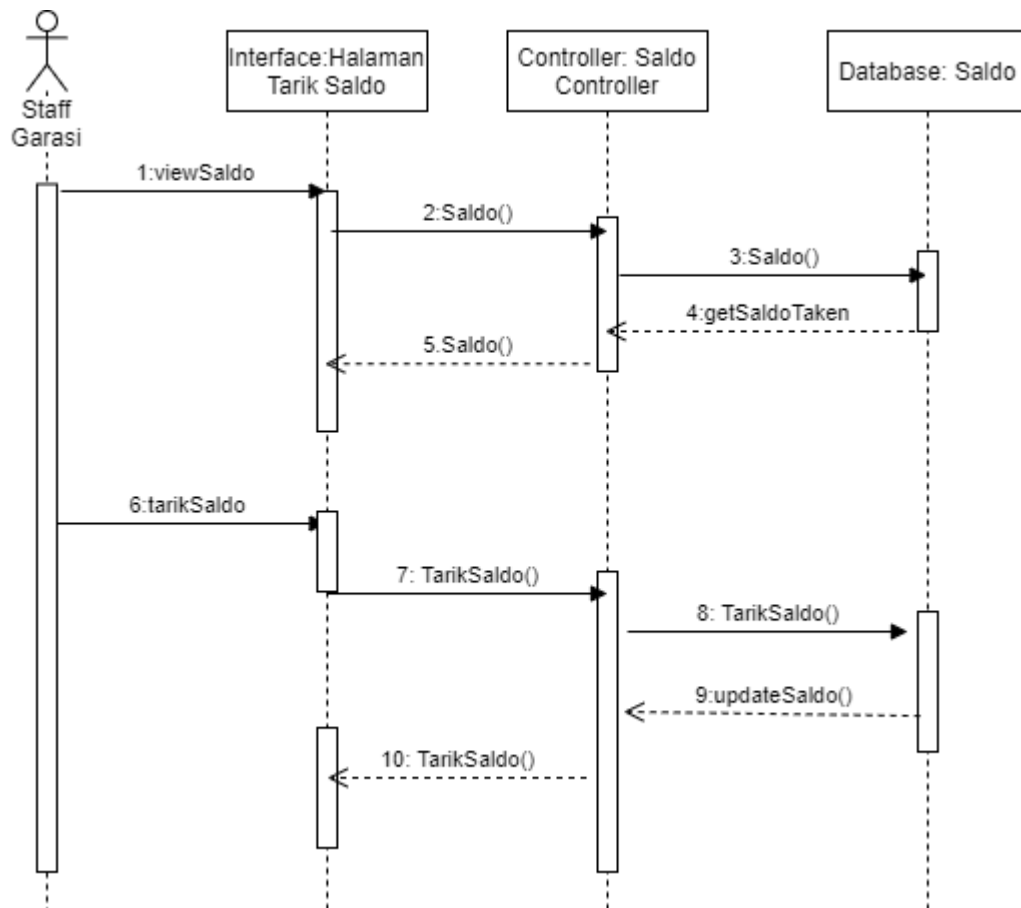 Staff
Garasi
Interface:Halaman
Tarik Saldo
Controller: Saldo
Controller
Database: Saldo
1:viewSaldo
2:Saldo()
3:Saldo()
4:getSaldoTaken
5.Saldo()
6:tarikSaldo
7: TarikSaldo()
8: TarikSaldo()
9:updateSaldo()
10: TarikSaldo()